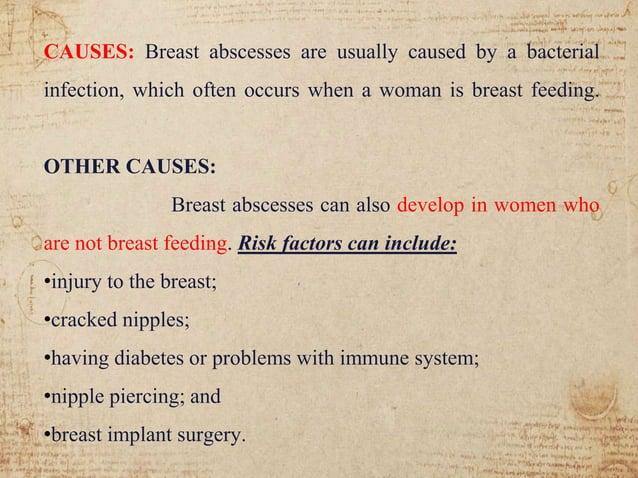 CAUSES: Breast abscesses are usually caused by a bacterial
infection, which often occurs when a woman is breast feeding.
OTHER CAUSES:
Breast abscesses can also develop in women who
are not breast feeding. Risk factors can include:
•injury to the breast;
•cracked nipples;
•having diabetes or problems with immune system;
•nipple piercing; and
•breast implant surgery.